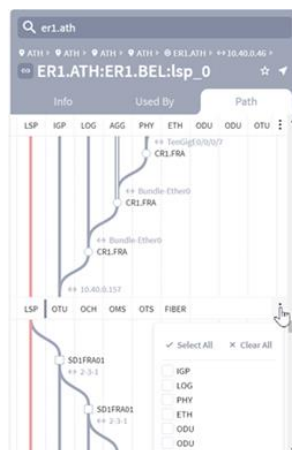 er1.ath
ATH ATH ATH ATH ER1.ATH 10.40.0.46
ER1.ATH:ER1.BEL:lsp_0
Info Used By Path
LSP IGP LOG AGG PHY ETH ODU ODU OTU
TenGigE0/0/0/7
CR1.FRA
Bundle-Ether0
CR1.FRA
Bundle-Ether0
CR1.FRA
10.40.0.157
LSP OTU OCH OMS OTS FIBER
Select All Clear All
SD1FRA01
2-3-1
IGP
LOG
PHY
SD1FRA01
2-3-1
ETH
ODU
ODU